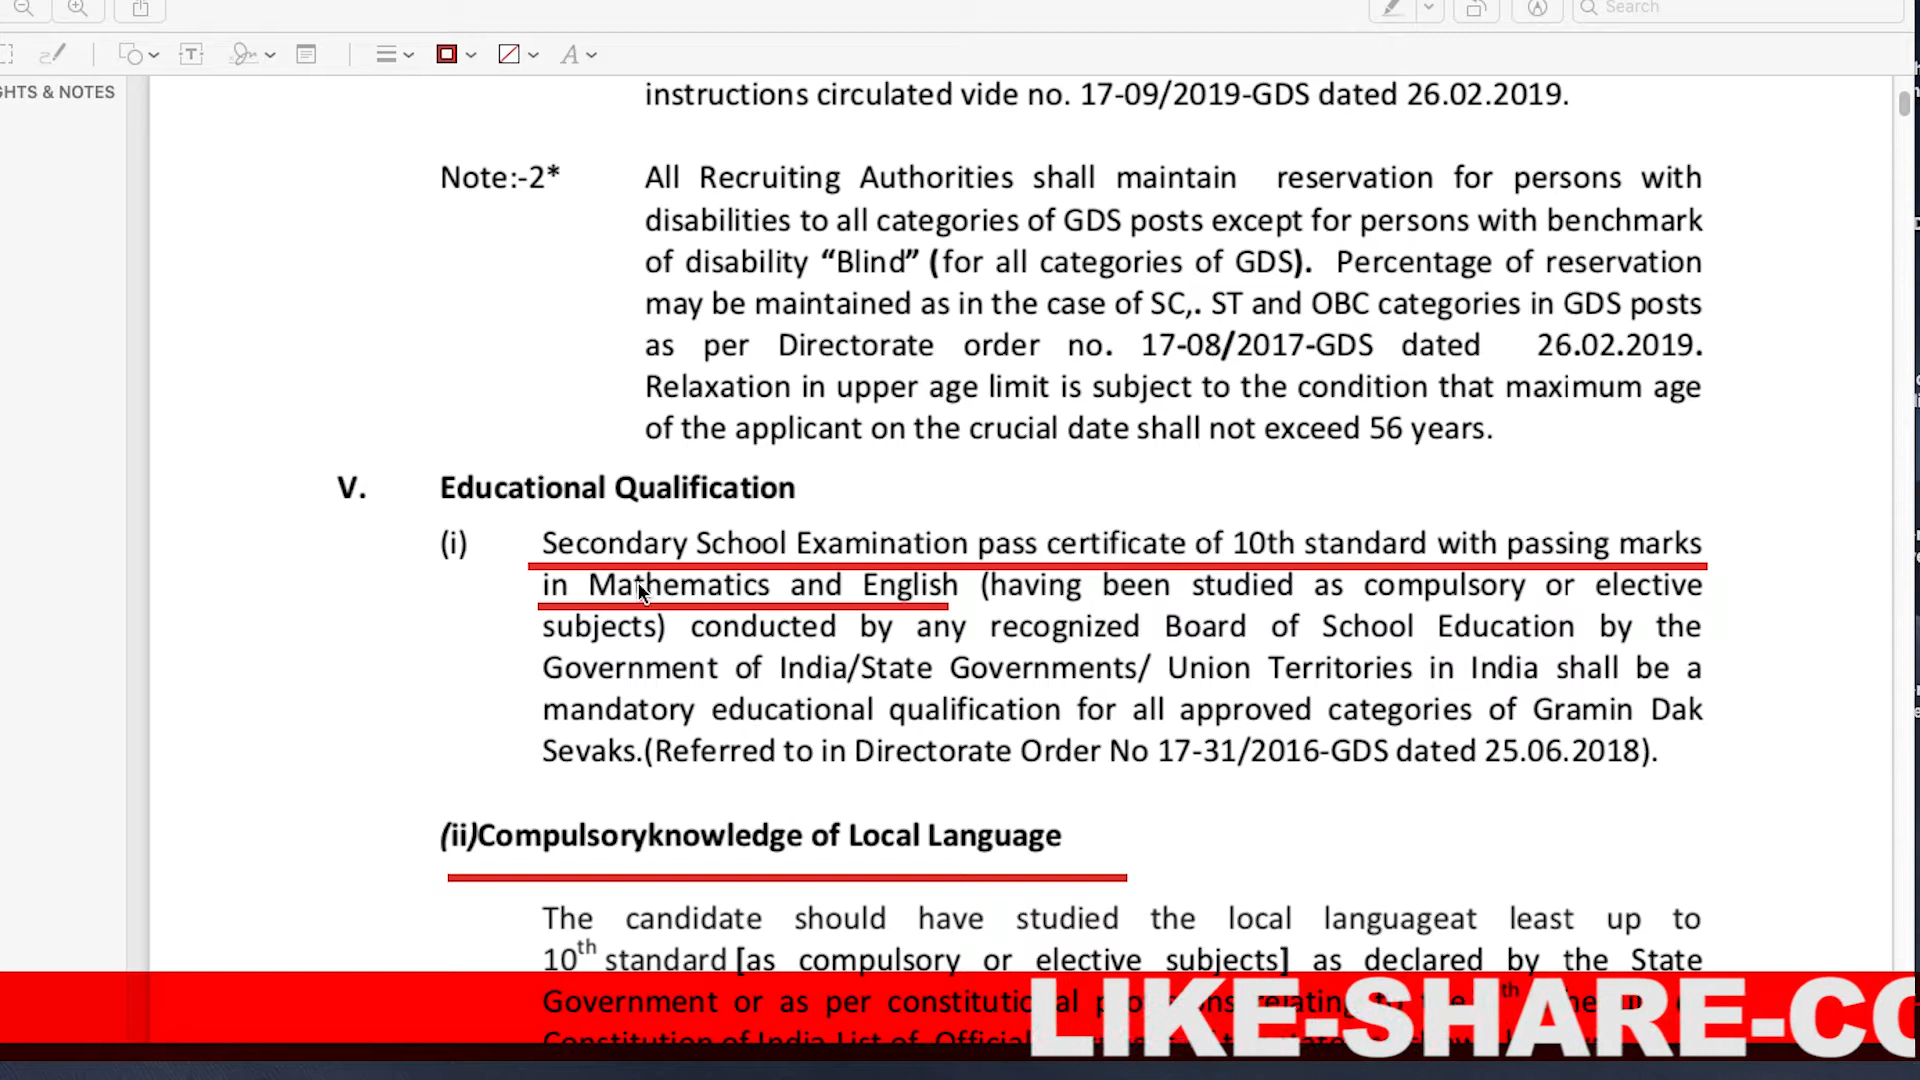 Search
GHTS & NOTES
instructions circulated vide no. 17-09/2019-GDS dated 26.02.2019.
Note:-2* All Recruiting Authorities shall maintain reservation for persons with
disabilities to all categories of GDS posts except for persons with benchmark
of disability “Blind” (for all categories of GDS). Percentage of reservation
may be maintained as in the case of SC,. ST and OBC categories in GDS posts
as per Directorate order no. 17-08/2017-GDS dated 26.02.2019.
Relaxation in upper age limit is subject to the condition that maximum age
of the applicant on the crucial date shall not exceed 56 years.
V. Educational Qualification
(i) Secondary School Examination pass certificate of 10th standard with passing marks
in Mathematics and English (having been studied as compulsory or elective
subjects) conducted by any recognized Board of School Education by the
Government of India/State Governments/ Union Territories in India shall be a
mandatory educational qualification for all approved categories of Gramin Dak
Sevaks.(Referred to in Directorate Order No 17-31/2016-GDS dated 25.06.2018).
(ii)Compulsoryknowledge of Local Language
The candidate should have studied the local languageat least up to
10th standard [as compulsory or elective subjects] as declared by the State
Government or as per
Constitution of India List of
LIKE-SHARE-CO